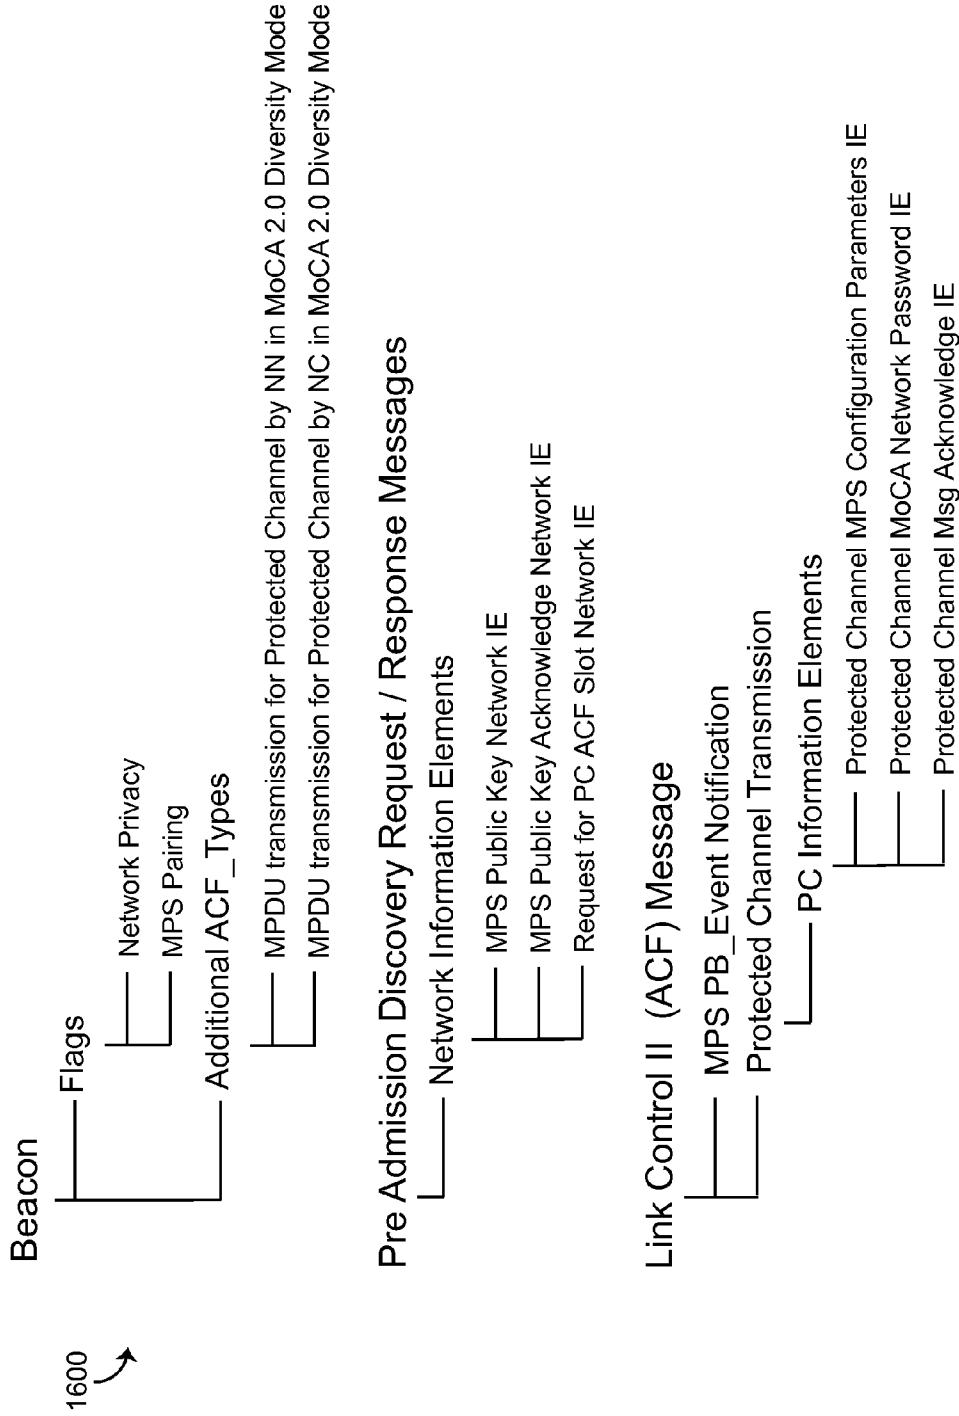 1600
Beacon
Flags
Network Privacy
MPS Pairing
Additional ACF_Types
MPDU transmission for Protected Channel by NN in MoCA 2.0 Diversity Mode
MPDU transmission for Protected Channel by NC in MoCA 2.0 Diversity Mode
Pre Admission Discovery Request / Response Messages
Network Information Elements
MPS Public Key Network IE
MPS Public Key Acknowledge Network IE
Request for PC ACF Slot Network IE
Link Control II (ACF) Message
MPS PB_Event Notification
Protected Channel Transmission
PC Information Elements
Protected Channel MPS Configuration Parameters IE
Protected Channel MoCA Network Password IE
Protected Channel Msg Acknowledge IE